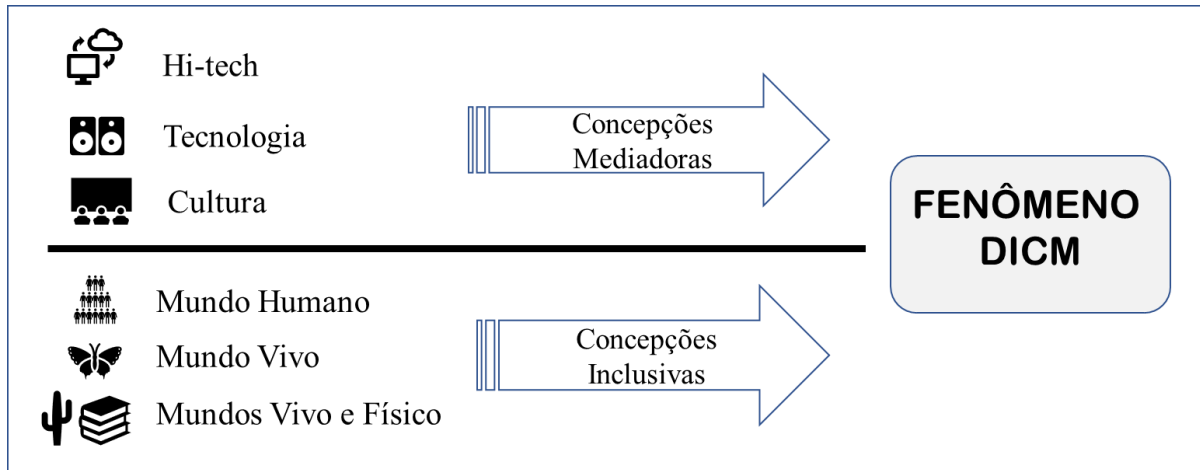 Hi-tech
Tecnologia
Cultura
Concepções
Mediadoras
Mundo Humano
Mundo Vivo
Mundos Vivo e Físico
Concepções
Inclusivas
FENÔMENO
DICM